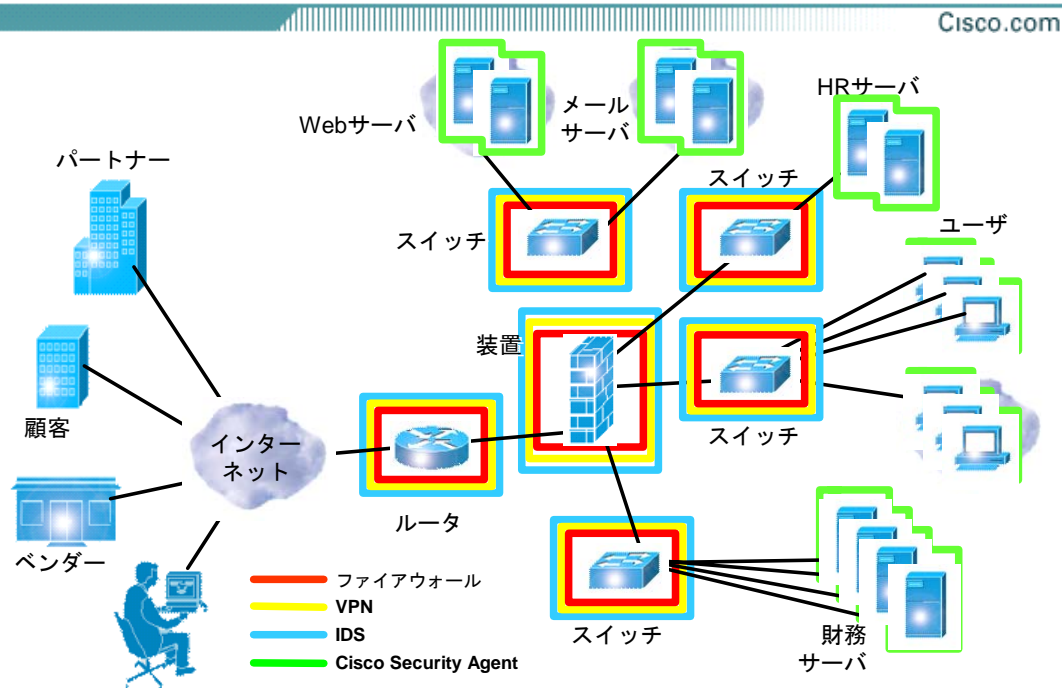 Cisco.com
Webサーバ
メール
サーバ
HRサーバ
パートナー
スイッチ
スイッチ
ユーザ
装置
顧客
インター
ネット
スイッチ
ルータ
ベンダー
ファイアウォール
VPN
IDS
Cisco Security Agent
スイッチ
財務
サーバ